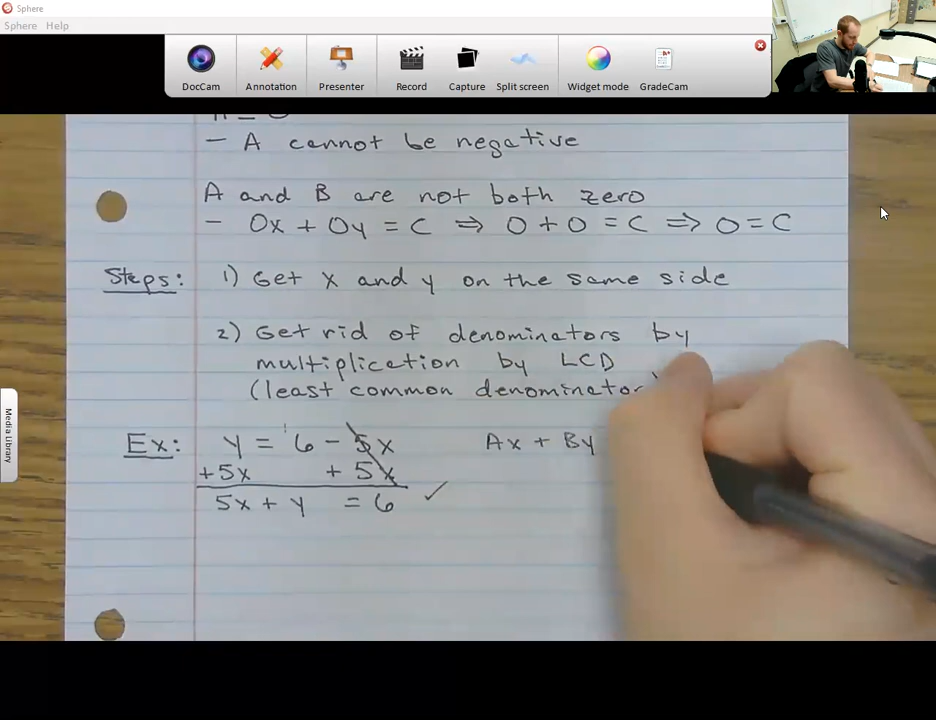 Sphere
Sphere Help
DocCam Annotation Presenter Record Capture Split screen Widget mode GradeCam
- A cannot be negative
A and B are not both zero
- 0x + 0y = C ⇒ 0 + 0 = C ⇒ 0 = C
Steps: 1) Get x and y on the same side
2) Get rid of denominators by
multiplication by LCD
(least common denominator
Ex: y = 6 - 5x Ax + By
+5x + 5x
5x + y = 6 ✓
Media Library